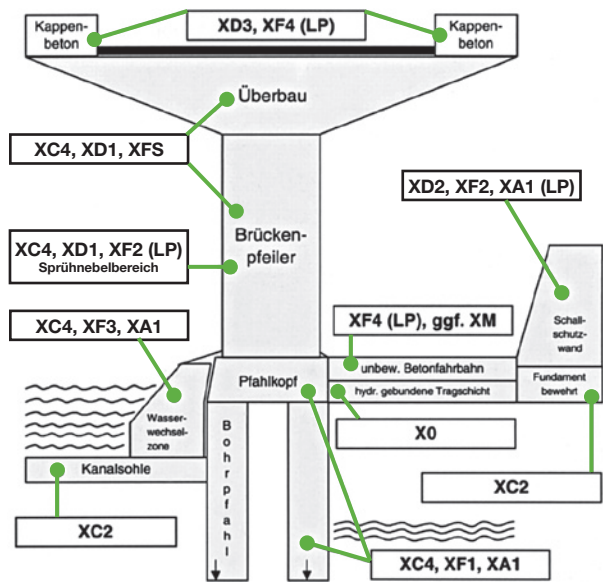 Kappen-
beton
XD3, XF4 (LP)
Kappen-
beton
Überbau
XC4, XD1, XFS
XD2, XF2, XA1 (LP)
Brücken-
pfeiler
XC4, XD1, XF2 (LP)
Sprühnebelbereich
XC4, XF3, XA1
XF4 (LP), ggf. XM
Schall-
schutz-
wand
unbew. Betonfahrbahn
Pfahlkopf
hydr. gebundene Tragschicht
Fundament
bewehrt
Wasser-
wechsel-
zone
X0
Kanalsohle
Bohrpfahl
XC2
XC2
XC4, XF1, XA1